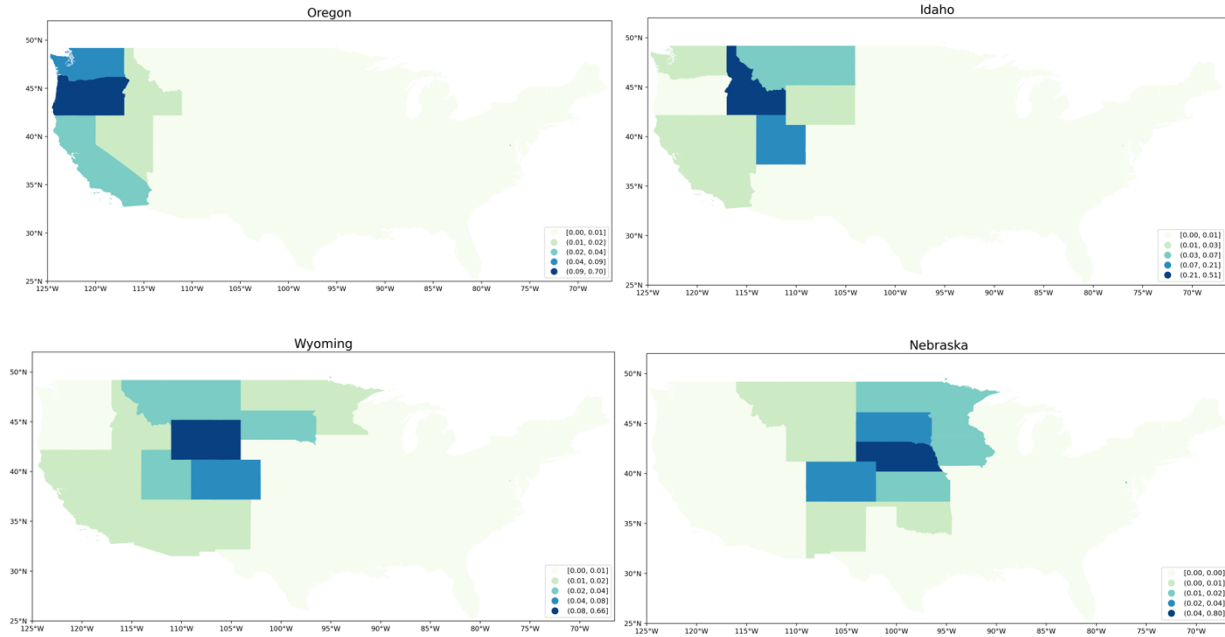 Oregon
50°N
45°N
40°N
35°N
30°N
25°N
125°W 120°W 115°W 110°W 105°W 100°W 95°W 90°W 85°W 80°W 75°W 70°W
[0.00, 0.01]
(0.01, 0.02]
(0.02, 0.04]
(0.04, 0.09]
(0.09, 0.70]
Idaho
50°N
45°N
40°N
35°N
30°N
25°N
125°W 120°W 115°W 110°W 105°W 100°W 95°W 90°W 85°W 80°W 75°W 70°W
[0.00, 0.01]
(0.01, 0.03]
(0.03, 0.07]
(0.07, 0.21]
(0.21, 0.51]
Wyoming
50°N
45°N
40°N
35°N
30°N
25°N
125°W 120°W 115°W 110°W 105°W 100°W 95°W 90°W 85°W 80°W 75°W 70°W
[0.00, 0.01]
(0.01, 0.02]
(0.02, 0.04]
(0.04, 0.08]
(0.08, 0.66]
Nebraska
50°N
45°N
40°N
35°N
30°N
25°N
125°W 120°W 115°W 110°W 105°W 100°W 95°W 90°W 85°W 80°W 75°W 70°W
[0.00, 0.00]
(0.00, 0.01]
(0.01, 0.02]
(0.02, 0.04]
(0.04, 0.80]